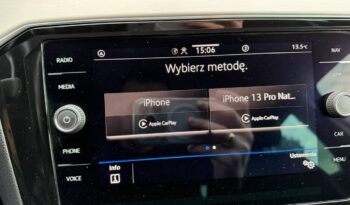 RADIO
15:06
13.5°C
NAV
Wybierz metodę.
MEDIA
iPhone
iPhone 13 Pro Nat...
Apple CarPlay
Apple CarPlay
CAR
PHONE
Info
Ustawienia
MENU
VOICE